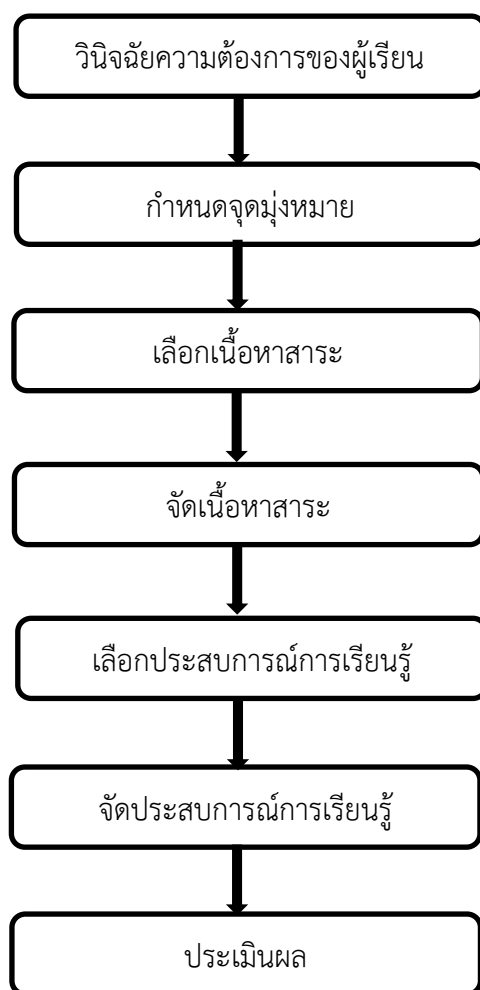 วินิจฉัยความต้องการของผู้เรียน
กำหนดจุดมุ่งหมาย
เลือกเนื้อหาสาระ
จัดเนื้อหาสาระ
เลือกประสบการณ์การเรียนรู้
จัดประสบการณ์การเรียนรู้
ประเมินผล